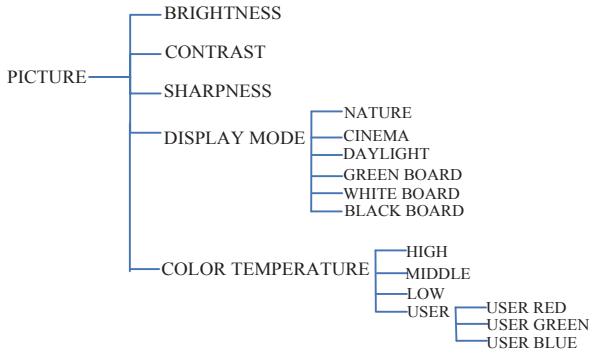 BRIGHTNESS
CONTRAST
PICTURE
SHARPNESS
DISPLAY MODE
NATURE
CINEMA
DAYLIGHT
GREEN BOARD
WHITE BOARD
BLACK BOARD
COLOR TEMPERATURE
HIGH
MIDDLE
LOW
USER
USER RED
USER GREEN
USER BLUE